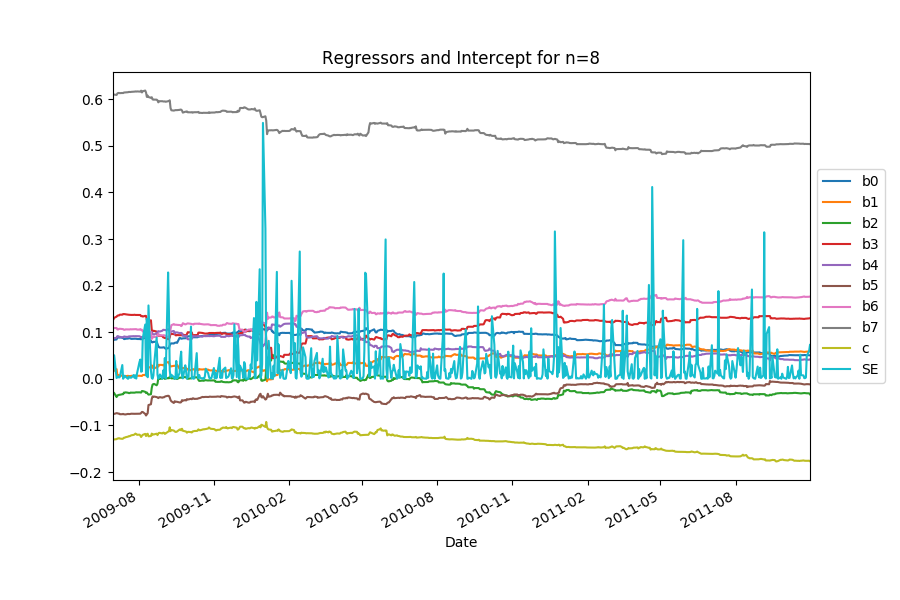 Regressors and Intercept for n=8
0.6
0.5
0.4
0.3
0.2
0.1
0.0
−0.1
−0.2
2009-08
2009-11
2010-02
2010-05
2010-08
2010-11
2011-02
2011-05
2011-08
Date
b0
b1
b2
b3
b4
b5
b6
b7
c
SE